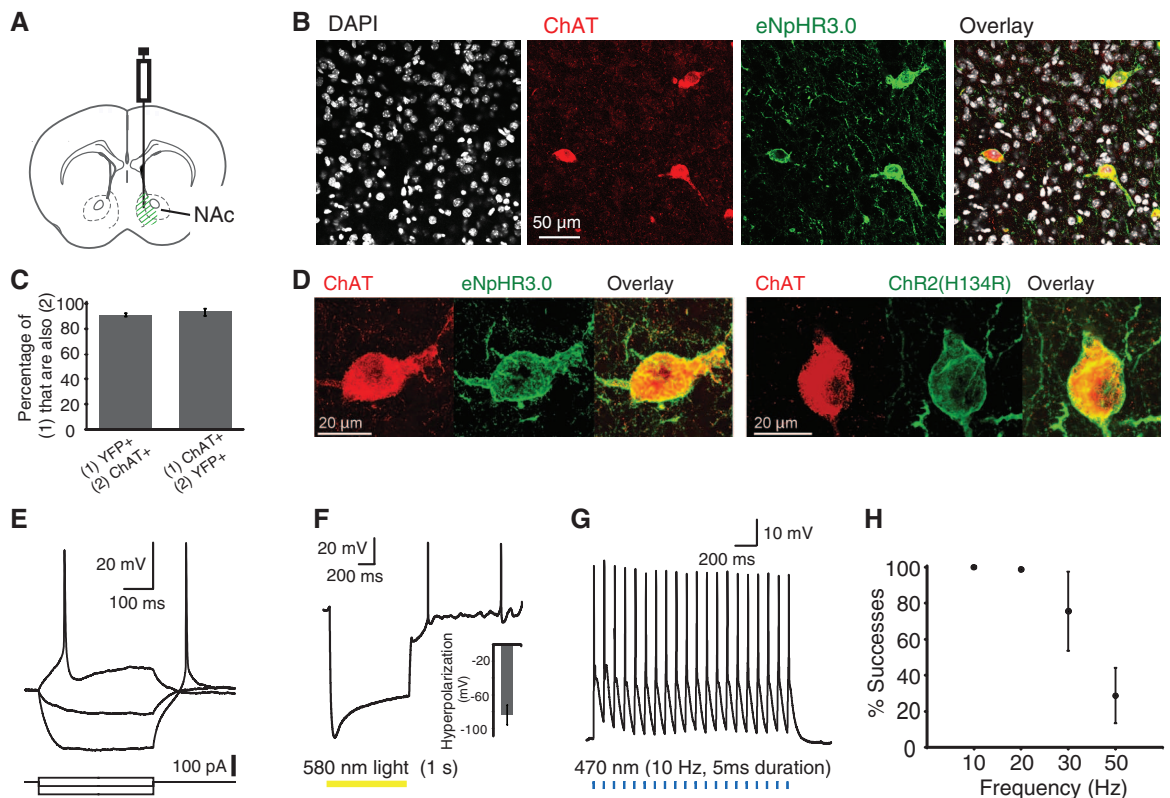 A
NAc
B
DAPI
ChAT
eNpHR3.0
Overlay
50 µm
C
Percentage of
(1) that are also (2)
100
80
60
40
20
0
(1) YFP+
(2) ChAT+
(1) ChAT+
(2) YFP+
D
ChAT
eNpHR3.0
Overlay
20 µm
ChAT
ChR2(H134R)
Overlay
20 µm
E
20 mV
100 ms
100 pA
F
20 mV
200 ms
Hyperpolarization
(mV)
-20
-60
-100
580 nm light (1 s)
G
10 mV
200 ms
470 nm (10 Hz, 5ms duration)
H
% Successes
100
80
60
40
20
0
10 20 30 50
Frequency (Hz)